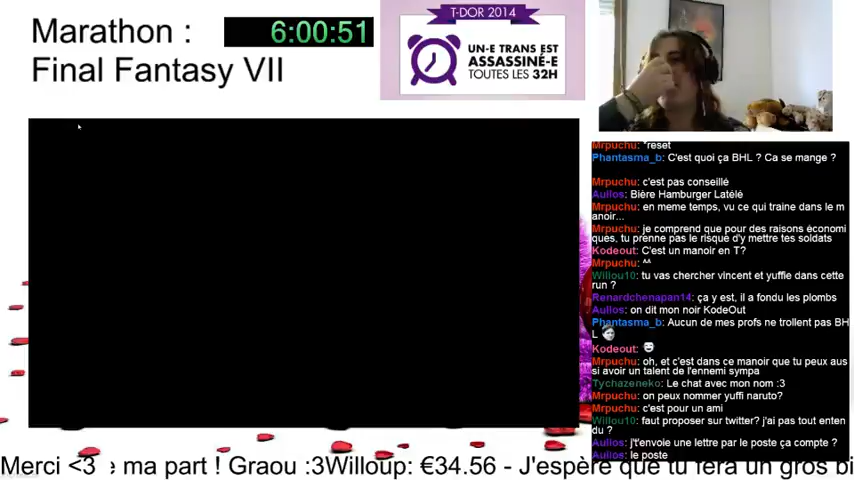 Marathon :
Final Fantasy VII
6:00:51
T-DOR 2014
UN-E TRANS EST
ASSASSINÉ-E
TOUTES LES 32H
Mrpuchu: *reset
Phantasma_b: C'est quoi ça BHL ? Ca se mange ?
Mrpuchu: c'est pas conseillé
Aulios: Bière Hamburger Latélé
Mrpuchu: en meme temps, vu ce qui traine dans le m
anoir...
Mrpuchu: je comprend que pour des raisons économi
ques, tu prenne pas le risque d'y mettre tes soldats
Kodeout: C'est un manoir en T?
Mrpuchu: ^^
Willou10: tu vas chercher vincent et yuffie dans cette
run ?
Renardchenapan14: ça y est, il a fondu les plombs
Aulios: on dit mon noir KodeOut
Phantasma_b: Aucun de mes profs ne trollent pas BH
L
Kodeout:
Mrpuchu: oh, et c'est dans ce manoir que tu peux aus
si avoir un talent de l'ennemi sympa
Tychazeneko: Le chat avec mon nom :3
Mrpuchu: on peux nommer yuffi naruto?
Mrpuchu: c'est pour un ami
Willou10: faut proposer sur twitter? j'ai pas tout enten
du ?
Aulios: j't'envoie une lettre par le poste ça compte ?
Aulios: le poste
Merci <3 e ma part ! Graou :3Willoup: €34.56 - J'espère que tu fera un gros bi